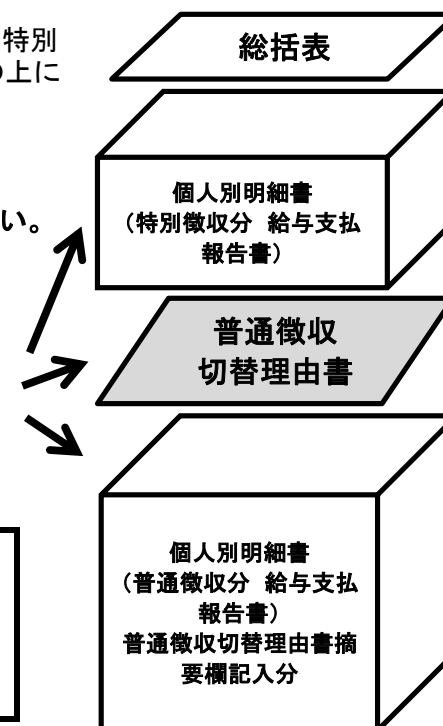 特別
の上に
い。
総括表
個人別明細書
（特別徴収分 給与支払
報告書）
普通徴収
切替理由書
個人別明細書
（普通徴収分 給与支払
報告書）
普通徴収切替理由書摘
要欄記入分